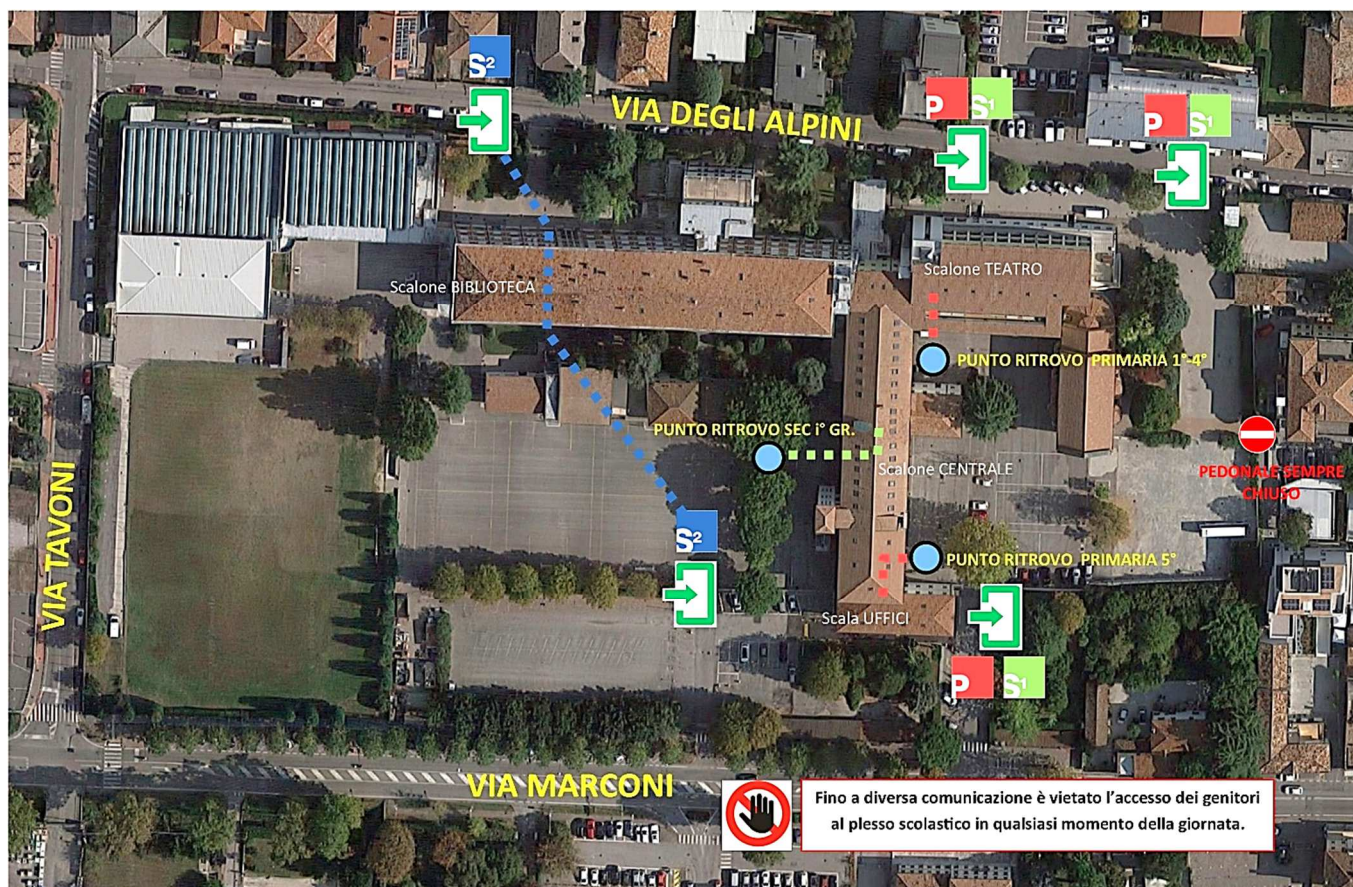 S²
VIA DEGLI ALPINI
P S¹
P S¹
Scalone TEATRO
Scalone BIBLIOTECA
PUNTO RITROVO PRIMARIA 1°-4°
PUNTO RITROVO SEC i° GR.
Scalone CENTRALE
PEDONALE SEMPRE
CHIUSO
VIA TAVONI
S²
PUNTO RITROVO PRIMARIA 5°
Scala UFFICI
P S¹
VIA MARCONI
Fino a diversa comunicazione è vietato l'accesso dei genitori
al plesso scolastico in qualsiasi momento della giornata.